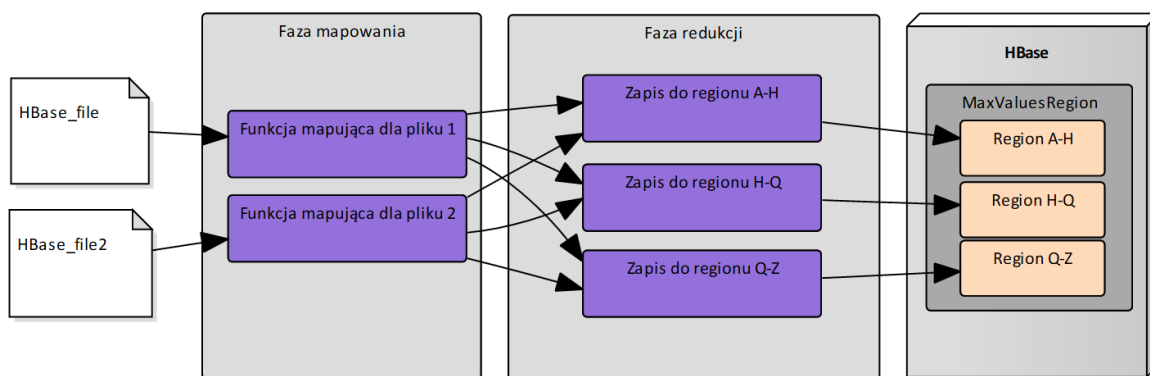 HBase_file
HBase_file2
Faza mapowania
Funkcja mapująca dla pliku 1
Funkcja mapująca dla pliku 2
Faza redukcji
Zapis do regionu A-H
Zapis do regionu H-Q
Zapis do regionu Q-Z
HBase
MaxValuesRegion
Region A-H
Region H-Q
Region Q-Z